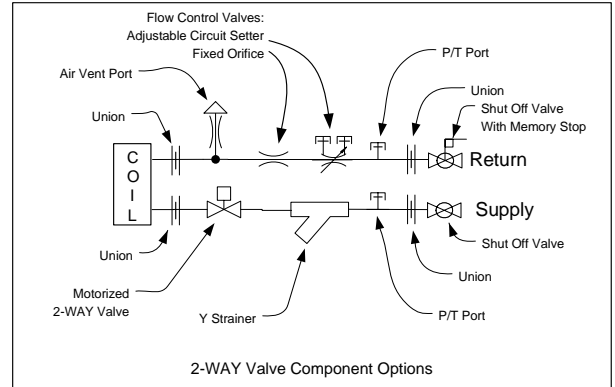 Flow Control Valves:
Adjustable Circuit Setter
Fixed Orifice
P/T Port
Air Vent Port
Union
Union
Shut Off Valve
With Memory Stop
C
O
I
L
Return
Supply
Union
Shut Off Valve
Union
Motorized
2-WAY Valve
Y Strainer
P/T Port
2-WAY Valve Component Options